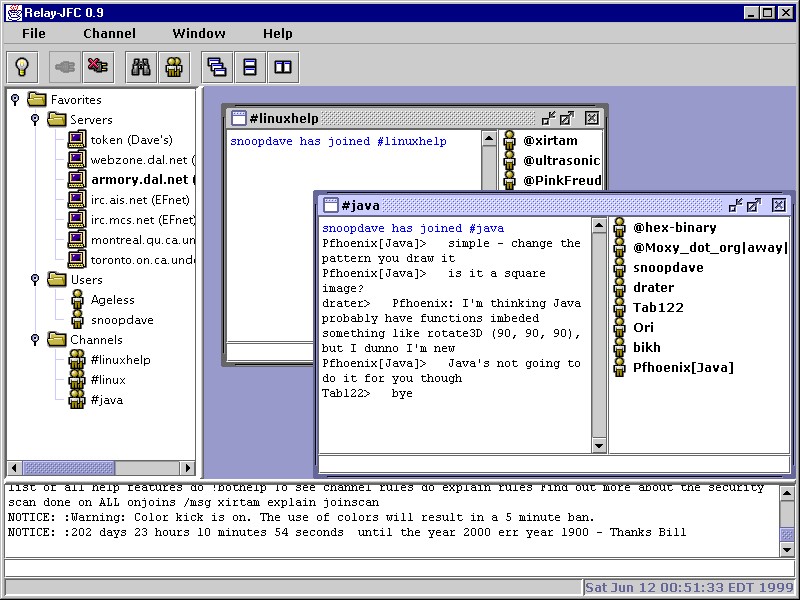 Relay-JFC 0.9
File Channel Window Help
Favorites
Servers
token (Dave's)
webzone.dal.net (
armory.dal.net (
irc.ais.net (EFnet)
irc.mcs.net (EFnet)
montreal.qu.ca.un
toronto.on.ca.unde
Users
Ageless
snoopdave
Channels
#linuxhelp
#linux
#java
#linuxhelp
snoopdave has joined #linuxhelp
@xirtam
@ultrasonic
@PinkFreud
#java
snoopdave has joined #java
Pfhoenix[Java]> simple - change the
pattern you draw it
Pfhoenix[Java]> is it a square
image?
drater> Pfhoenix: I'm thinking Java
probably have functions imbeded
something like rotate3D (90, 90, 90),
but I dunno I'm new
Pfhoenix[Java]> Java's not going to
do it for you though
Tab122> bye
@hex-binary
@Moxy_dot_org|away|
snoopdave
drater
Tab122
Ori
bikh
Pfhoenix[Java]
list of all help features do !bothelp To see channel rules do explain rules Find out more about the security
scan done on ALL onjoins /msg xirtam explain joinscan
NOTICE: :Warning: Color kick is on. The use of colors will result in a 5 minute ban.
NOTICE: :202 days 23 hours 10 minutes 54 seconds until the year 2000 err year 1900 - Thanks Bill
Sat Jun 12 00:51:33 EDT 1999